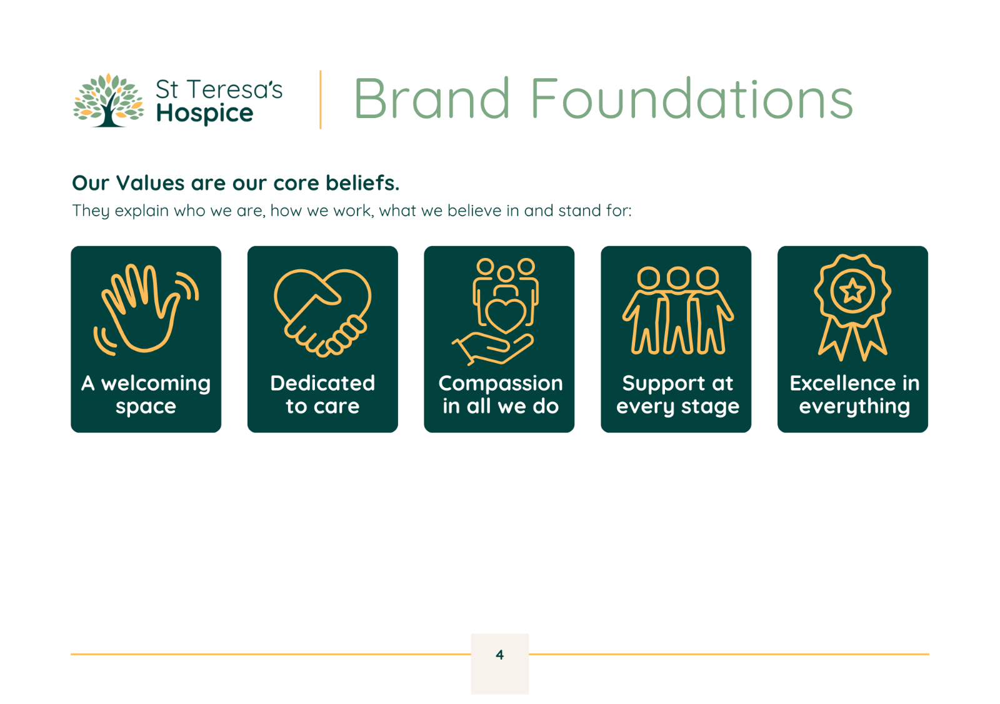 St Teresa's
Hospice
Brand Foundations
Our Values are our core beliefs.
They explain who we are, how we work, what we believe in and stand for:
A welcoming
space
Dedicated
to care
Compassion
in all we do
Support at
every stage
Excellence in
everything
4